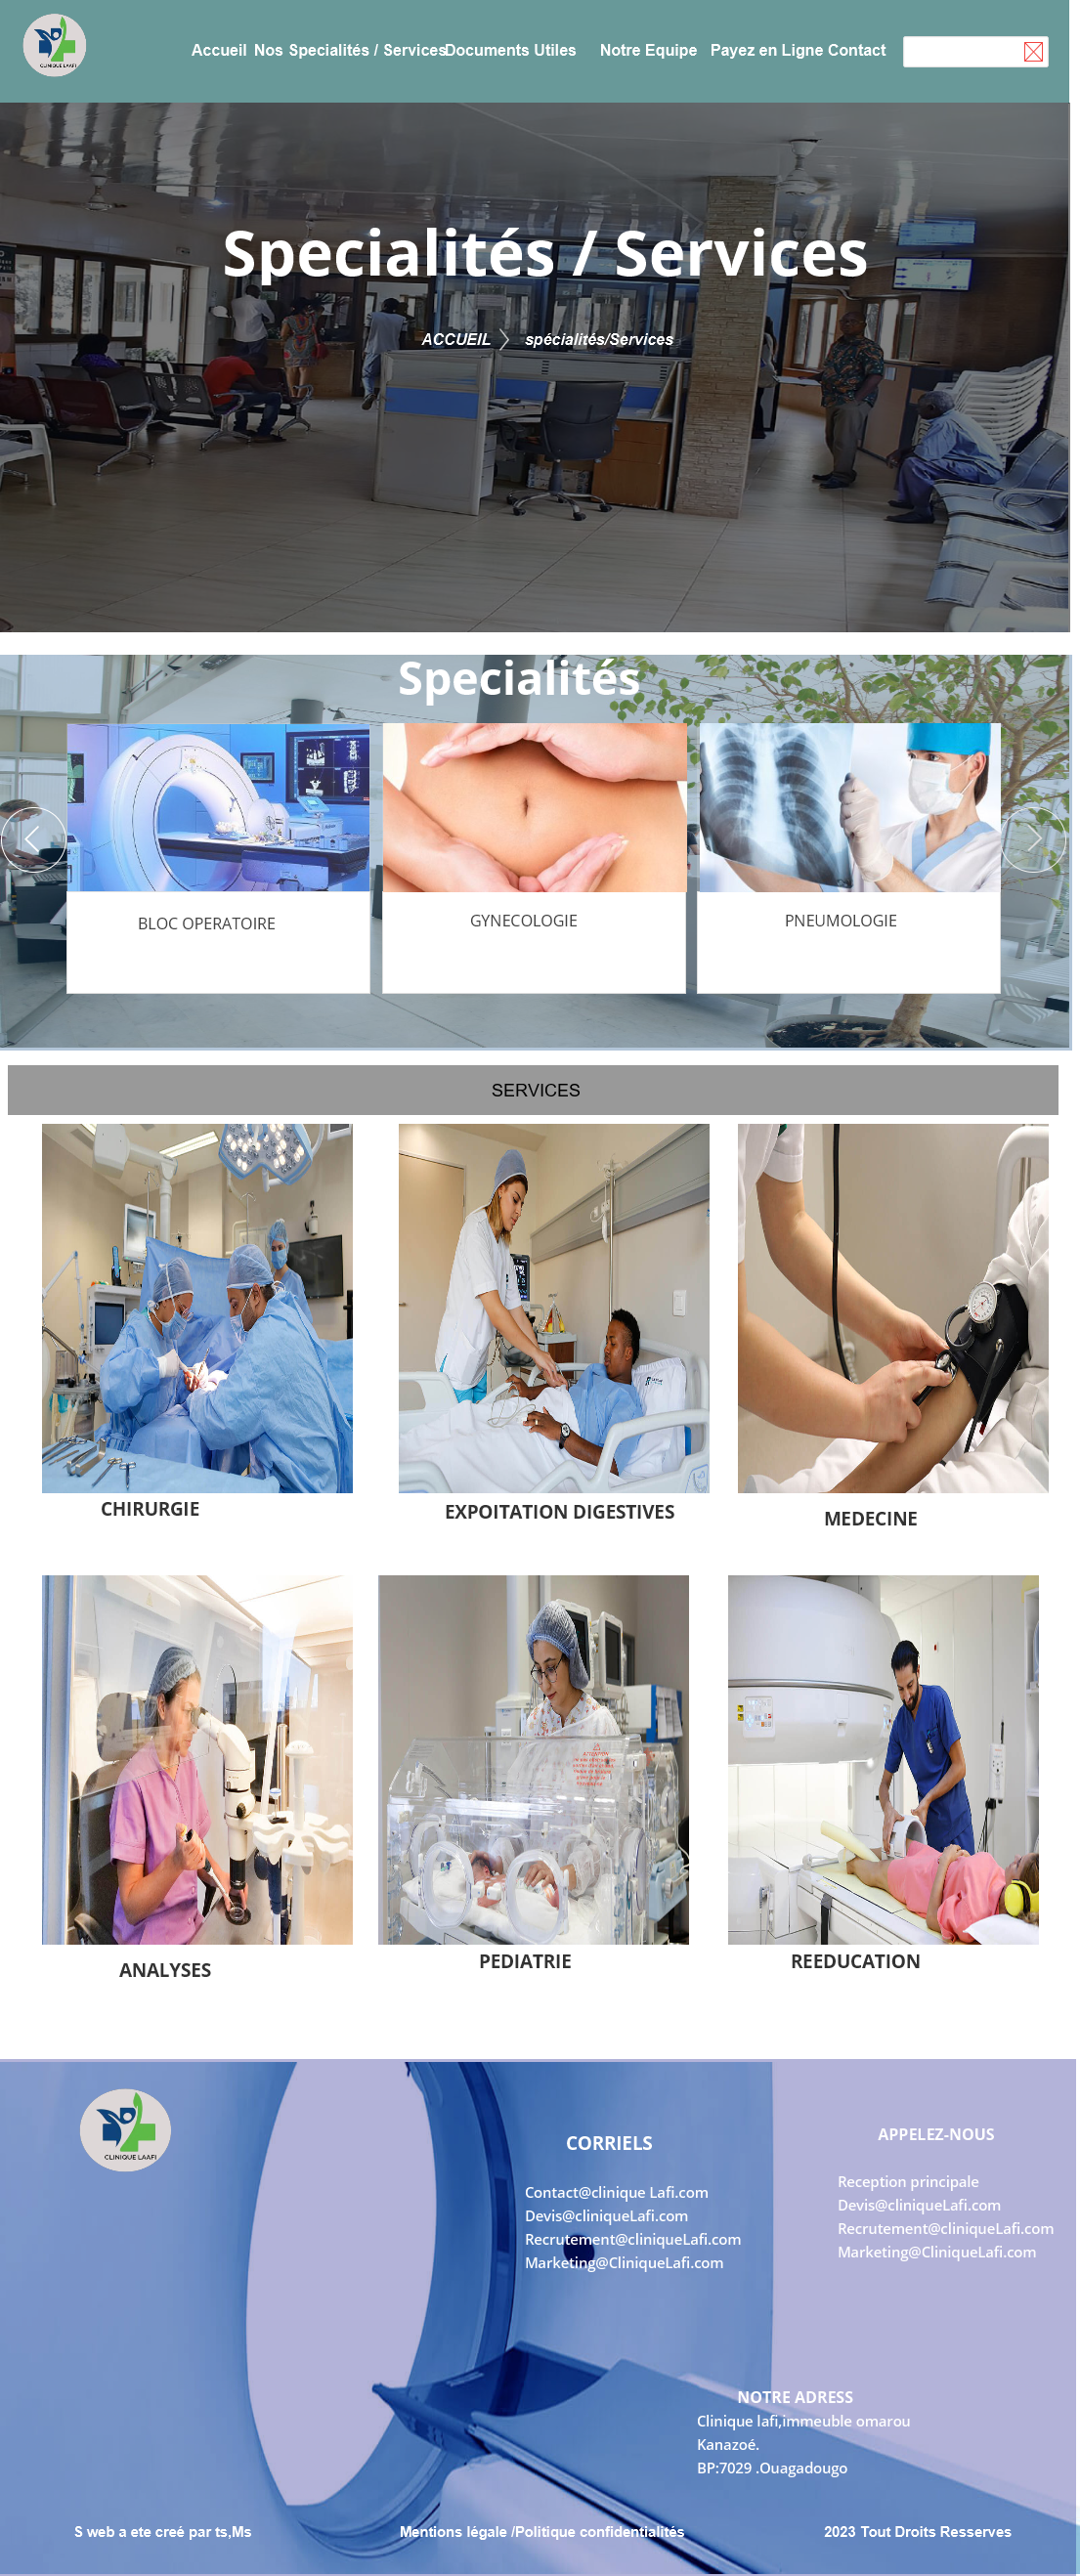 CLINIQUE LAAFI
Accueil Nos Specialités / Services Documents Utiles Notre Equipe Payez en Ligne Contact
Specialités / Services
ACCUEIL spécialités/Services
Specialités
BLOC OPERATOIRE GYNECOLOGIE PNEUMOLOGIE
SERVICES
CHIRURGIE EXPOITATION DIGESTIVES MEDECINE
ANALYSES PEDIATRIE REEDUCATION
CLINIQUE LAAFI
CORRIELS
Contact@clinique Lafi.com
Devis@cliniqueLafi.com
Recrutement@cliniqueLafi.com
Marketing@CliniqueLafi.com
APPELEZ-NOUS
Reception principale
Devis@cliniqueLafi.com
Recrutement@cliniqueLafi.com
Marketing@CliniqueLafi.com
NOTRE ADRESS
Clinique lafi,immeuble omarou
Kanazoé.
BP:7029 .Ouagadougo
S web a ete creé par ts,Ms Mentions légale /Politique confidentialités 2023 Tout Droits Resserves